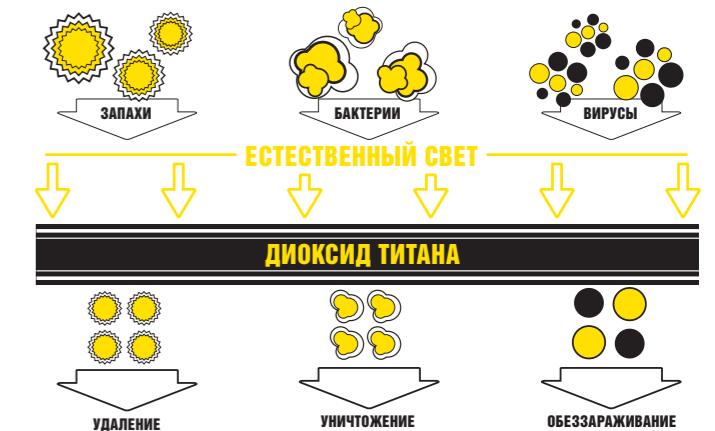 ЗАПАХИ
БАКТЕРИИ
ВИРУСЫ
ЕСТЕСТВЕННЫЙ СВЕТ
ДИОКСИД ТИТАНА
УДАЛЕНИЕ
УНИЧТОЖЕНИЕ
ОБЕЗЗАРАЖИВАНИЕ